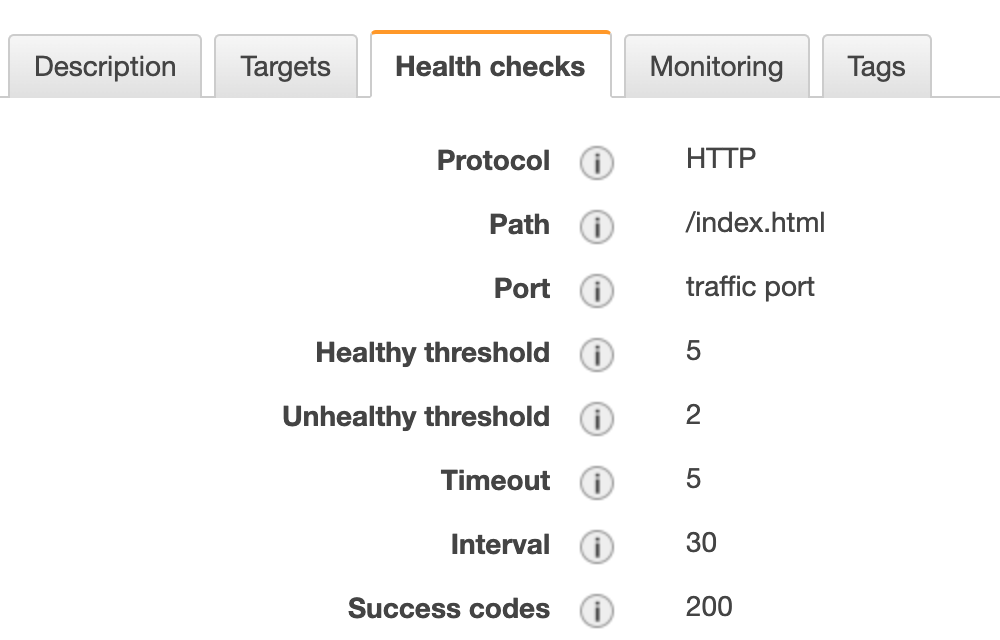 Description Targets Health checks Monitoring Tags
Protocol HTTP
Path /index.html
Port traffic port
Healthy threshold 5
Unhealthy threshold 2
Timeout 5
Interval 30
Success codes 200